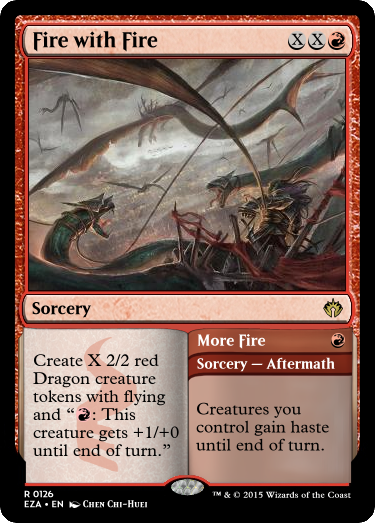 Fire with Fire XXR
Sorcery
Create X 2/2 red
Dragon creature
tokens with flying
and “R: This
creature gets +1/+0
until end of turn.”
More Fire R
Sorcery — Aftermath
Creatures you
control gain haste
until end of turn.
R 0126
EZA • EN Chen Chi-Huei
™ & © 2015 Wizards of the Coast